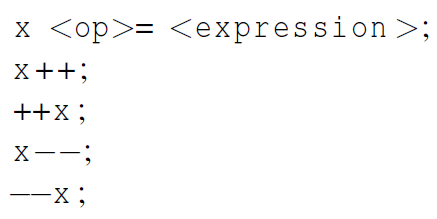 x <op>= <expression>;
x++;
++x;
x--;
--x;